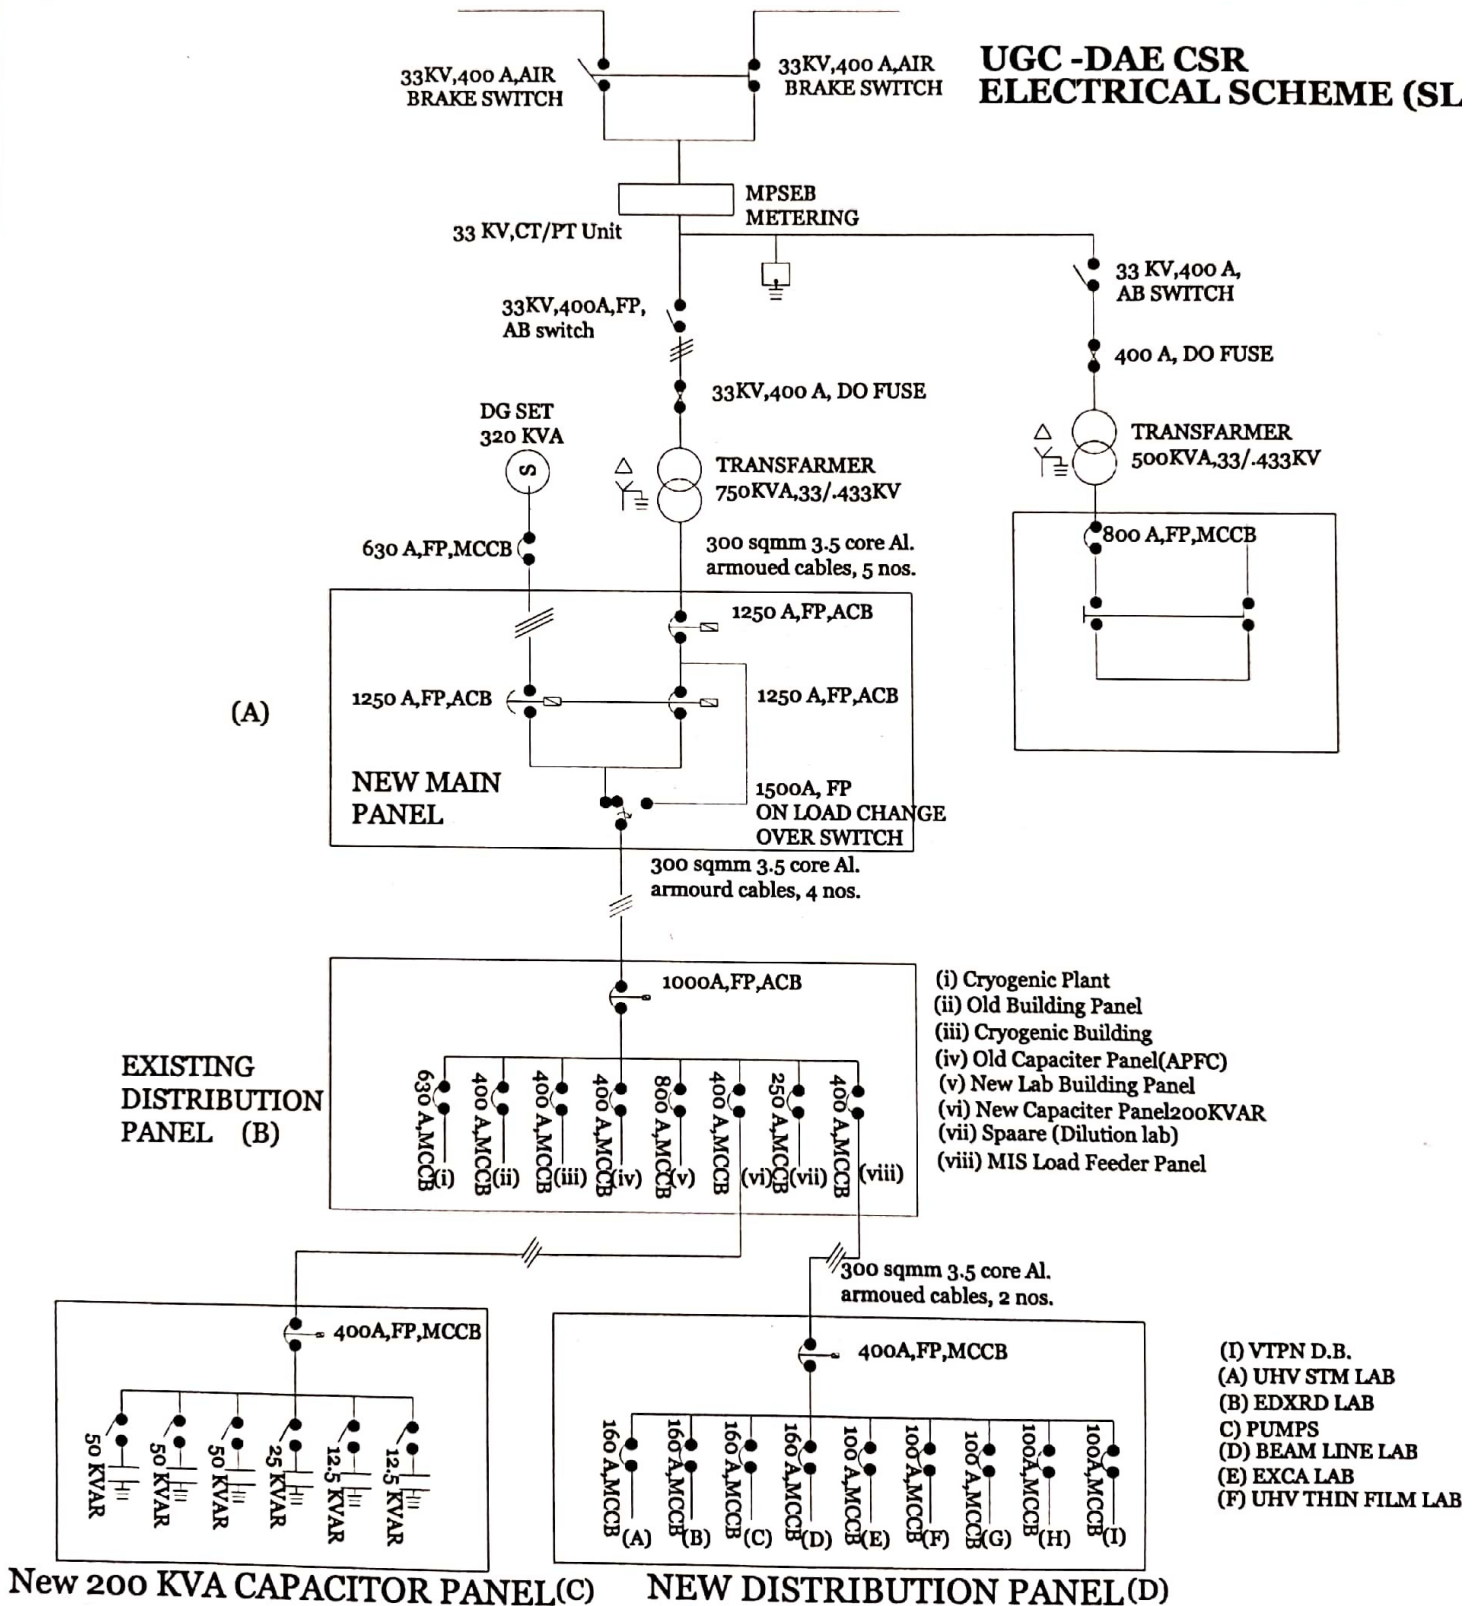 UGC -DAE CSR
ELECTRICAL SCHEME (SL
33KV,400 A,AIR
BRAKE SWITCH
33KV,400 A,AIR
BRAKE SWITCH
MPSEB
METERING
33 KV,CT/PT Unit
33 KV,400 A,
AB SWITCH
33KV,400A,FP,
AB switch
400 A, DO FUSE
33KV,400 A, DO FUSE
DG SET
320 KVA
S
TRANSFARMER
750KVA,33/.433KV
TRANSFARMER
500KVA,33/.433KV
630 A,FP,MCCB
300 sqmm 3.5 core Al.
armoued cables, 5 nos.
800 A,FP,MCCB
1250 A,FP,ACB
1250 A,FP,ACB
1250 A,FP,ACB
(A)
NEW MAIN
PANEL
1500A, FP
ON LOAD CHANGE
OVER SWITCH
300 sqmm 3.5 core Al.
armourd cables, 4 nos.
1000A,FP,ACB
(i) Cryogenic Plant
(ii) Old Building Panel
(iii) Cryogenic Building
(iv) Old Capaciter Panel(APFC)
(v) New Lab Building Panel
(vi) New Capaciter Panel200KVAR
(vii) Spaare (Dilution lab)
(viii) MIS Load Feeder Panel
EXISTING
DISTRIBUTION
PANEL (B)
630 A,MCCB
400 A,MCCB
400 A,MCCB
400 A,MCCB
800 A,MCCB
400 A,MCCB
250 A,MCCB
400 A,MCCB
(i)
(ii)
(iii)
(iv)
(v)
(vi)
(vii)
(viii)
300 sqmm 3.5 core Al.
armoued cables, 2 nos.
400A,FP,MCCB
50 KVAR
50 KVAR
50 KVAR
25 KVAR
12.5 KVAR
12.5 KVAR
New 200 KVA CAPACITOR PANEL(C)
400A,FP,MCCB
160 A,MCCB
160 A,MCCB
160 A,MCCB
160 A,MCCB
100 A,MCCB
100 A,MCCB
100 A,MCCB
100A,MCCB
100A,MCCB
(A)
(B)
(C)
(D)
(E)
(F)
(G)
(H)
(I)
NEW DISTRIBUTION PANEL(D)
(I) VTPN D.B.
(A) UHV STM LAB
(B) EDXRD LAB
C) PUMPS
(D) BEAM LINE LAB
(E) EXCA LAB
(F) UHV THIN FILM LAB